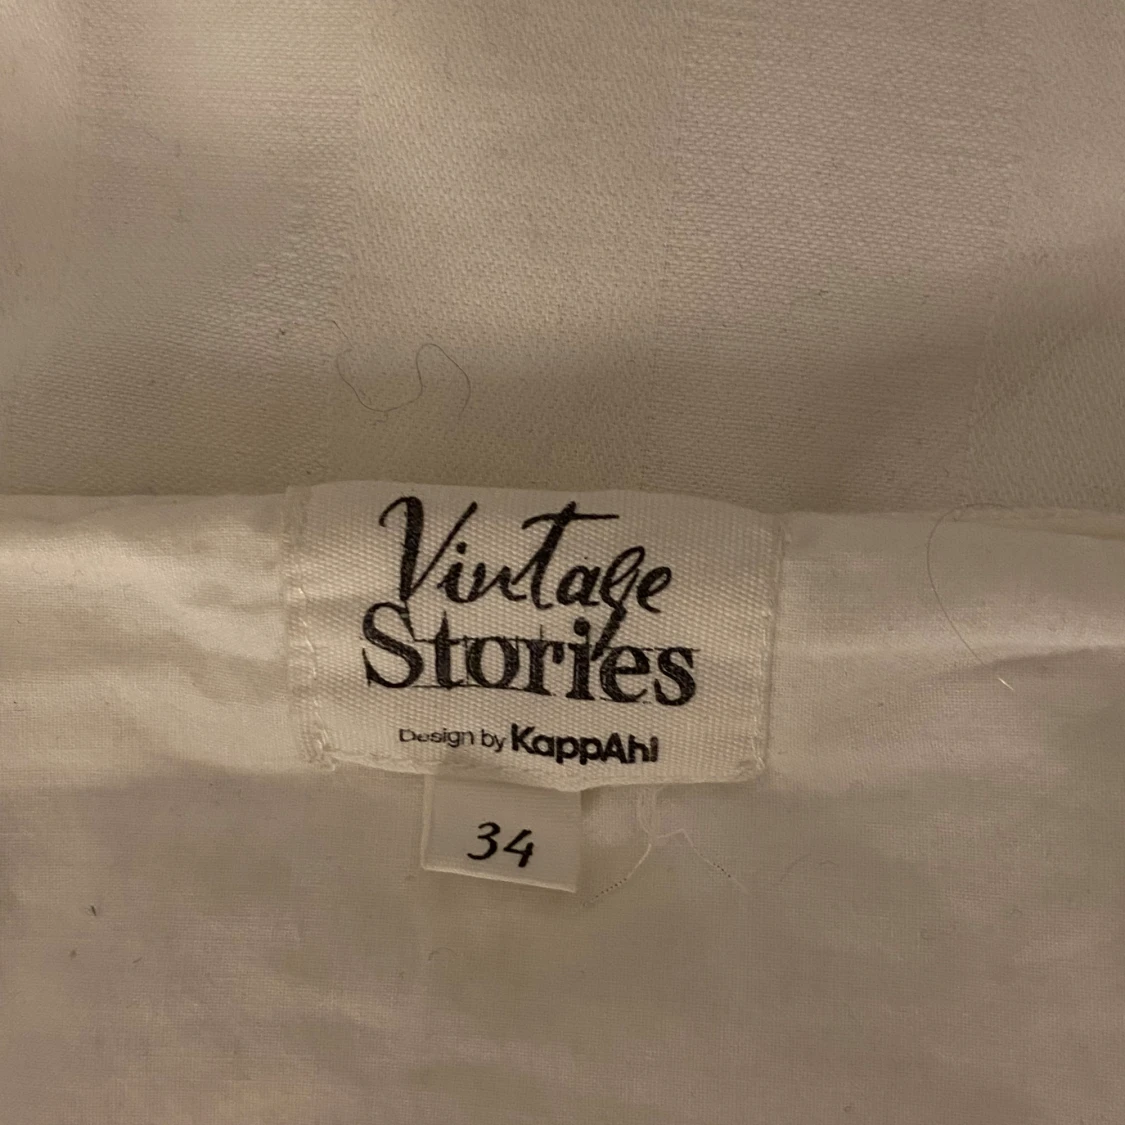 Vintage
Stories
Design by KappAhl
34